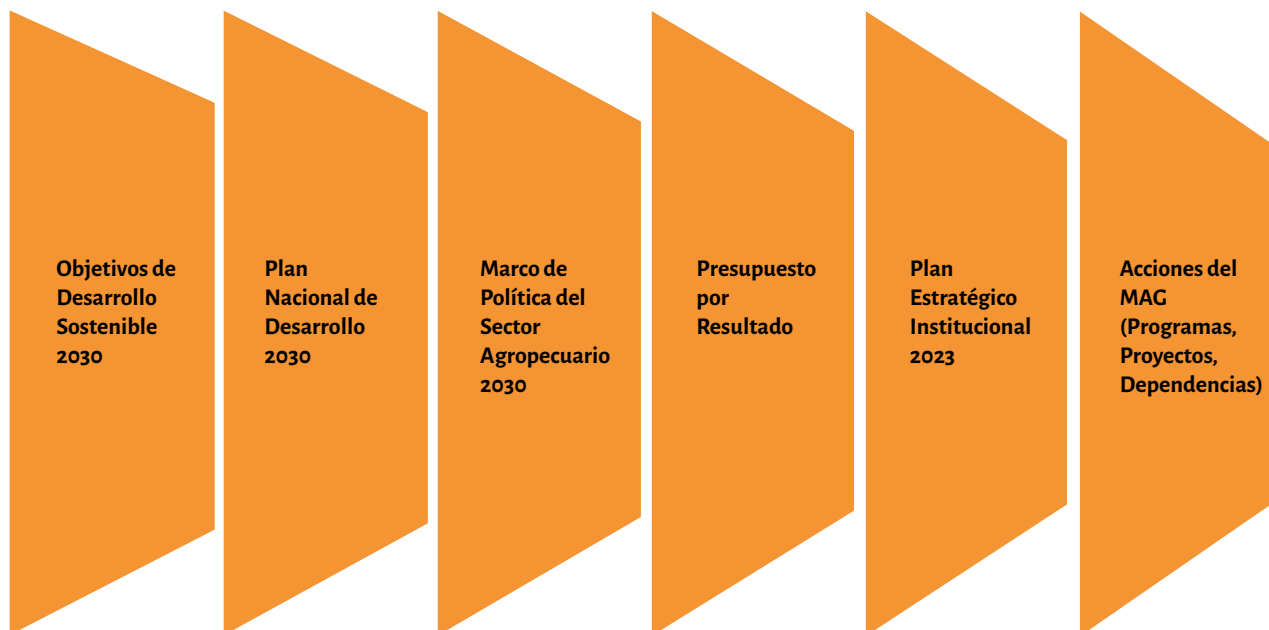 Objetivos de
Desarrollo
Sostenible
2030
Plan
Nacional de
Desarrollo
2030
Marco de
Política del
Sector
Agropecuario
2030
Presupuesto
por
Resultado
Plan
Estratégico
Institucional
2023
Acciones del
MAG
(Programas,
Proyectos,
Dependencias)